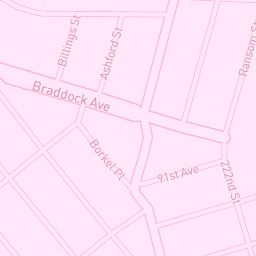 Billings St
Ashford St
Ransom St
Braddock Ave
Borkel Pl
91st Ave
222nd St